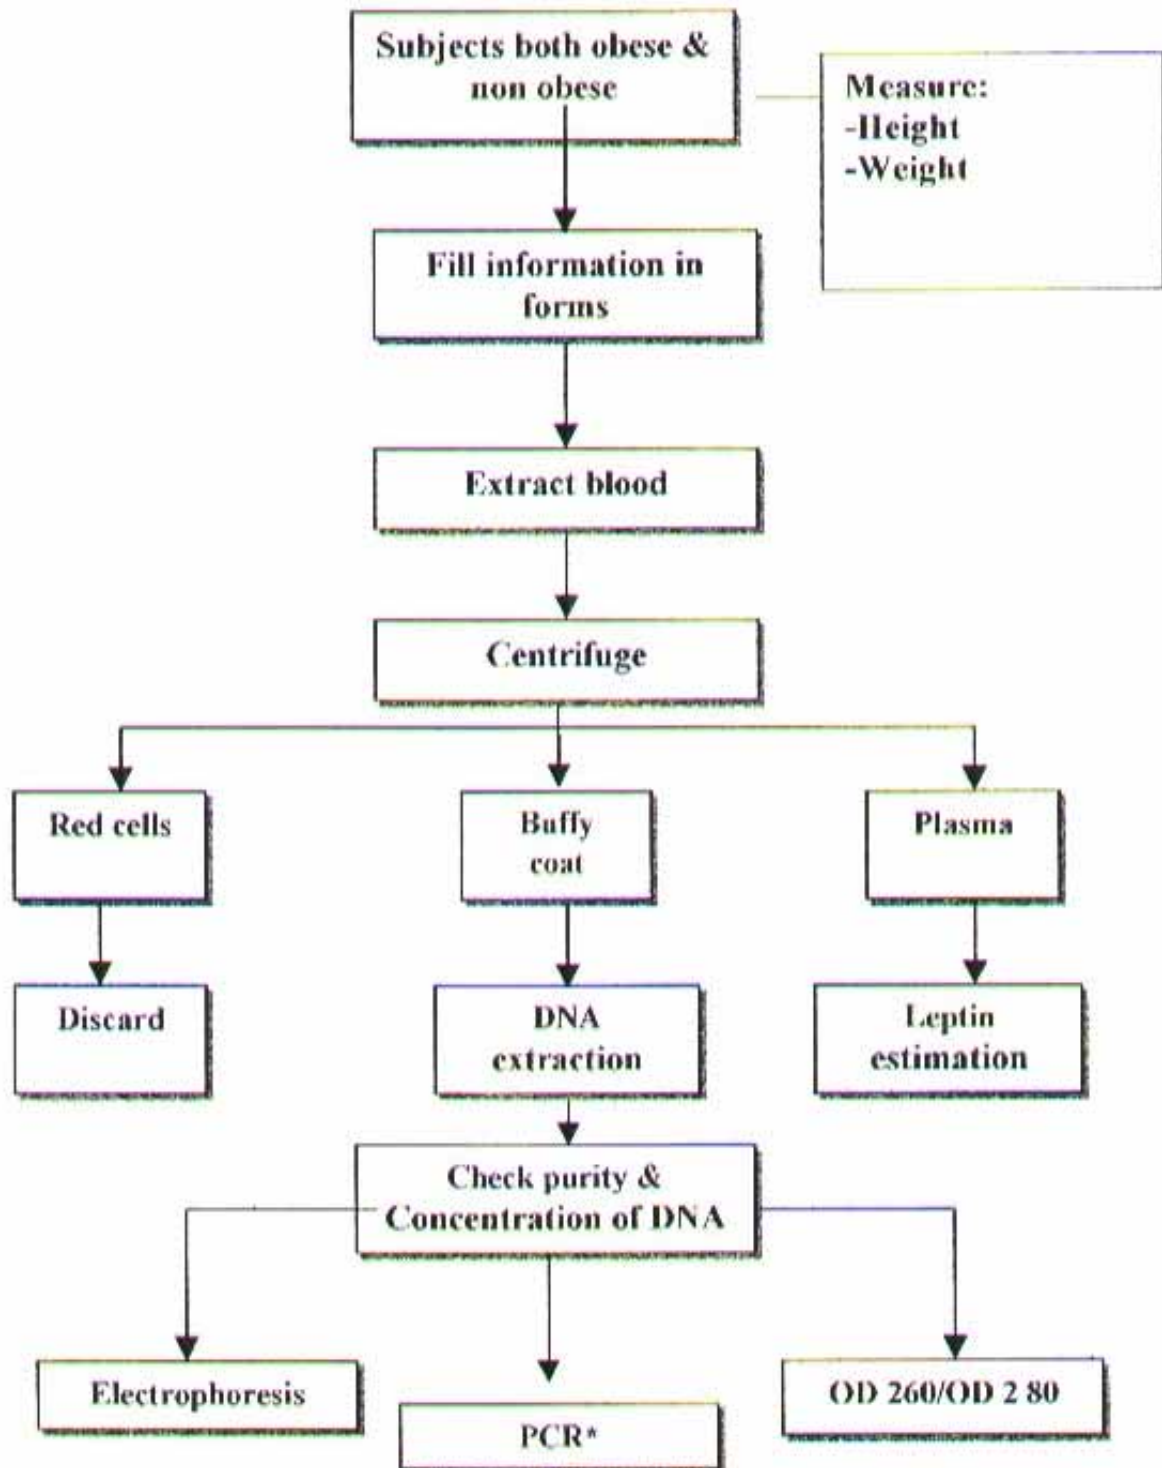 Subjects both obese &
non obese
Measure:
-Height
-Weight
Fill information in
forms
Extract blood
Centrifuge
Red cells
Buffy
coat
Plasma
Discard
DNA
extraction
Leptin
estimation
Check purity &
Concentration of DNA
Electrophoresis
PCR*
OD 260/OD 2 80